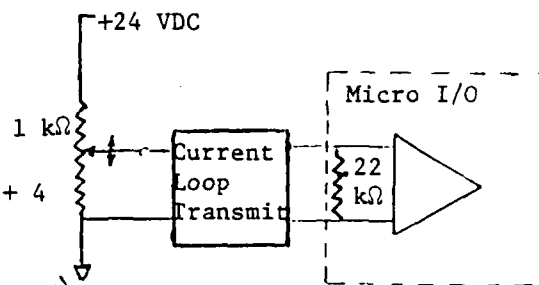 +24 VDC
Micro I/O
1 kΩ
Current
Loop
Transmit
.22
kΩ
+ 4